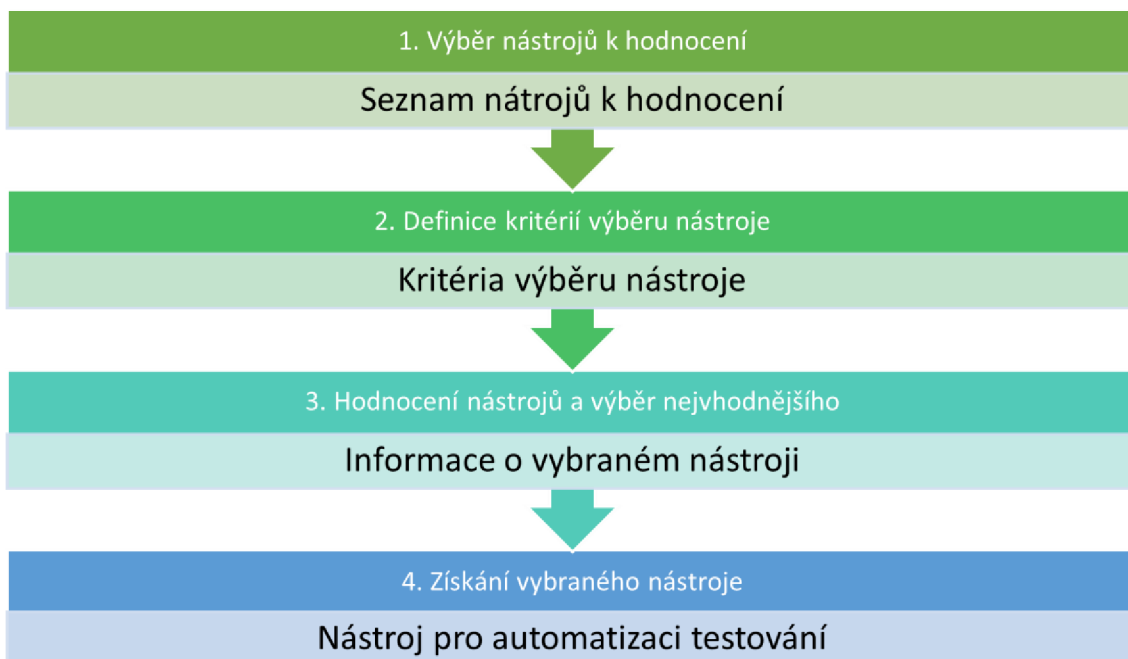 1. Výběr nástrojů k hodnocení
Seznam nátrojů k hodnocení
2. Definice kritérií výběru nástroje
Kritéria výběru nástroje
3. Hodnocení nástrojů a výběr nejvhodnějšího
Informace o vybraném nástroji
4. Získání vybraného nástroje
Nástroj pro automatizaci testování